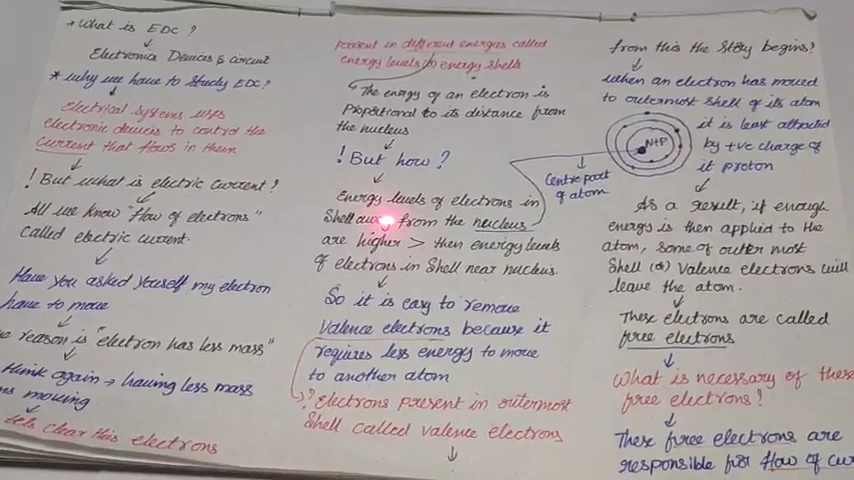 * What is EDC ?
↓
Electronics Devices & circuit
* why we have to study EDC?
↓
Electrical systems uses
electronic devices to control the
current that flows in them
↓
! But what is electric current?
↓
All we know "Flow of electrons"
Called electric current
↓
Have you asked yourself my electron
have to move
↓
reason is "electron has less mass"
↓
think again → having less mass
moving
↓
lets clear this electrons
present in different energies called
energy levels (or) energy shells
↓
The energy of an electron is
Proportional to its distance from
the nucleus
↓
! But how ?
↓
Energy levels of electrons in
Shell away from the nucleus
are higher > then energy levels
of electrons in Shell near nucleus.
↓
So it is easy to remove
Valence electrons because it
requires less energy to move
to another atom
? Electrons present in outermost
Shell called valence electrons
↓
from this the Story begins!
↓
when an electron has moved
to outermost shell of its atom
N+P
Centre part
of atom
it is least attracted
by +ve charge of
it proton
↓
As a result, if enough
energy is then applied to the
atom, some of outer most
Shell (or) Valence electrons will
leave the atom.
↓
These electrons are called
free electrons
↓
What is necessary of these
free electrons?
↓
These free electrons are
responsible for flow of